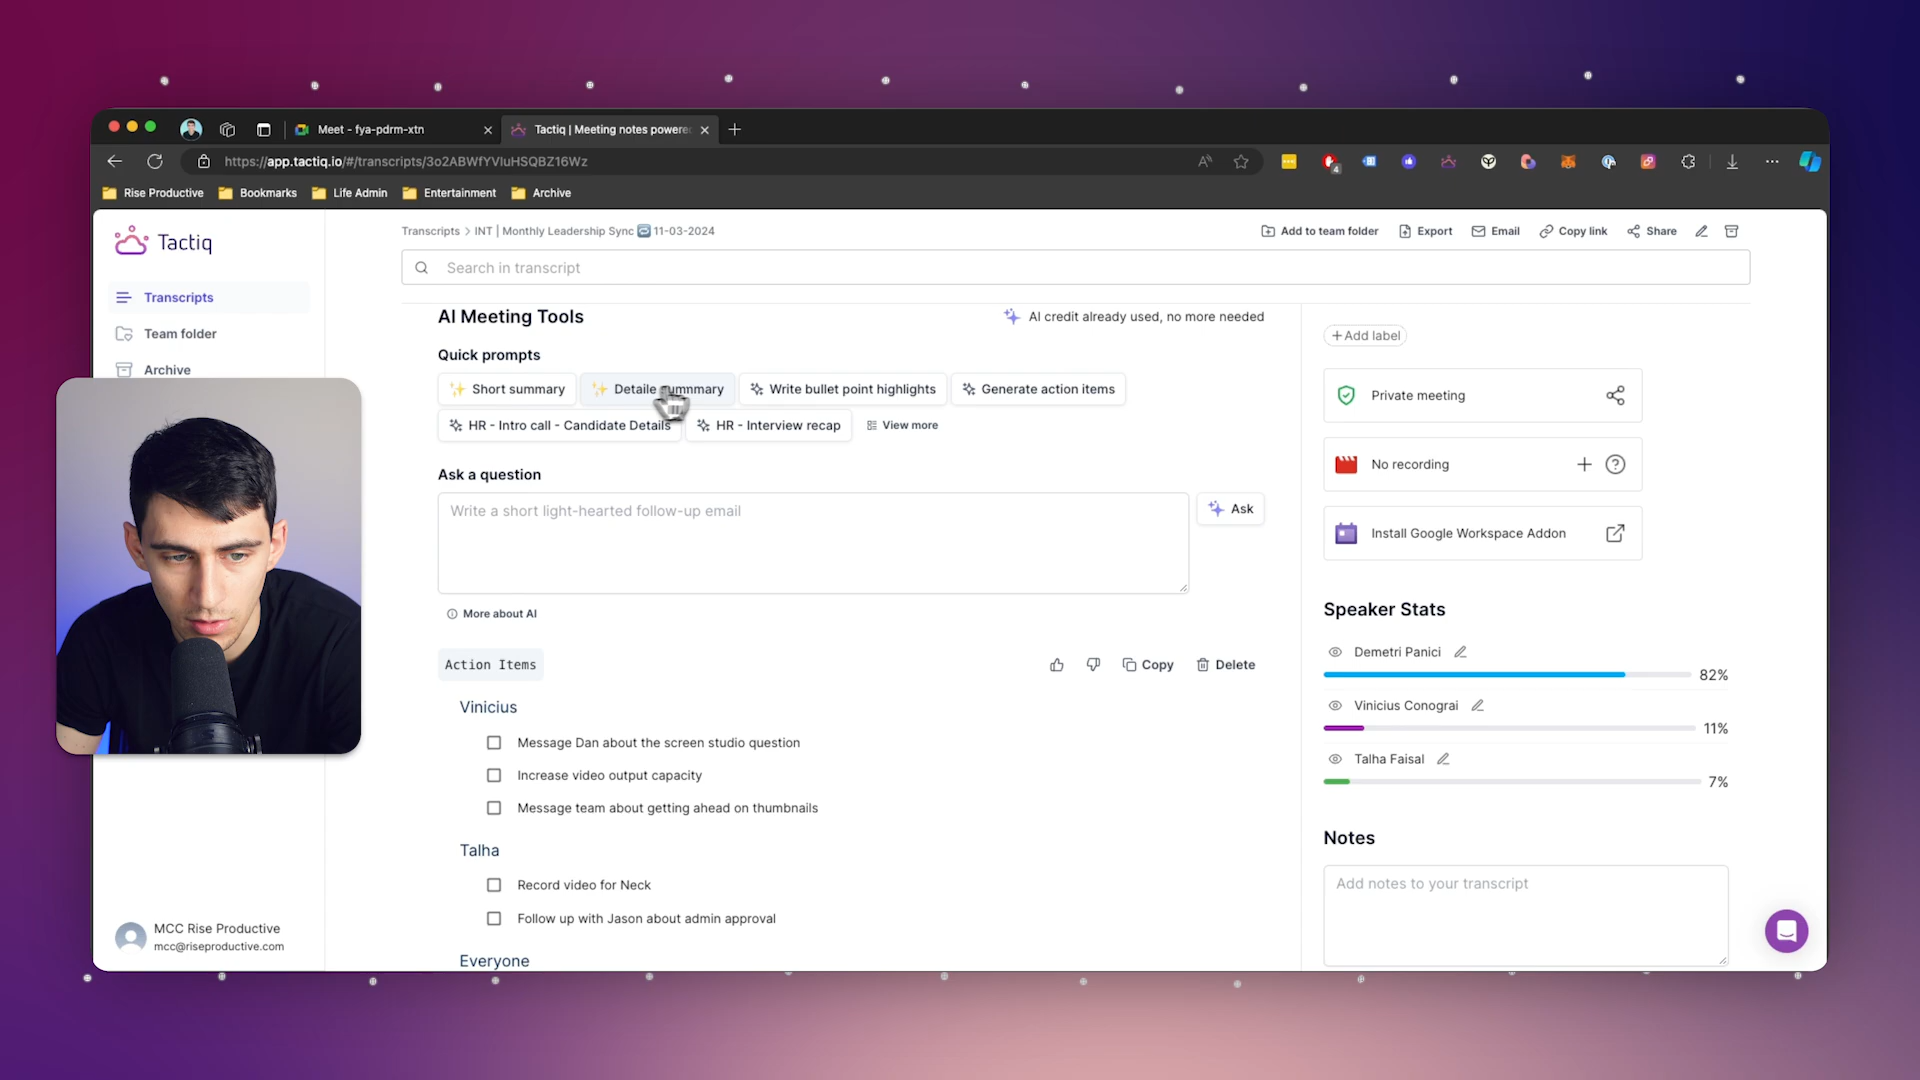 Meet - fya-pdrm-xtn
Tactiq | Meeting notes powere
https://app.tactiq.io/#/transcripts/3o2ABWfYVIuHSQBZ16Wz
4
Rise Productive
Bookmarks
Life Admin
Entertainment
Archive
Tactiq
Transcripts
Team folder
Archive
MCC Rise Productive
mcc@riseproductive.com
Transcripts > INT | Monthly Leadership Sync 11-03-2024
Add to team folder
Export
Email
Copy link
Share
Search in transcript
AI Meeting Tools
AI credit already used, no more needed
Quick prompts
Short summary
Detaile summary
Write bullet point highlights
Generate action items
HR - Intro call - Candidate Details
HR - Interview recap
View more
Ask a question
Write a short light-hearted follow-up email
Ask
More about AI
Action Items
Copy
Delete
Vinicius
Message Dan about the screen studio question
Increase video output capacity
Message team about getting ahead on thumbnails
Talha
Record video for Neck
Follow up with Jason about admin approval
Everyone
+ Add label
Private meeting
No recording
Install Google Workspace Addon
Speaker Stats
Demetri Panici
82%
Vinicius Conograi
11%
Talha Faisal
7%
Notes
Add notes to your transcript